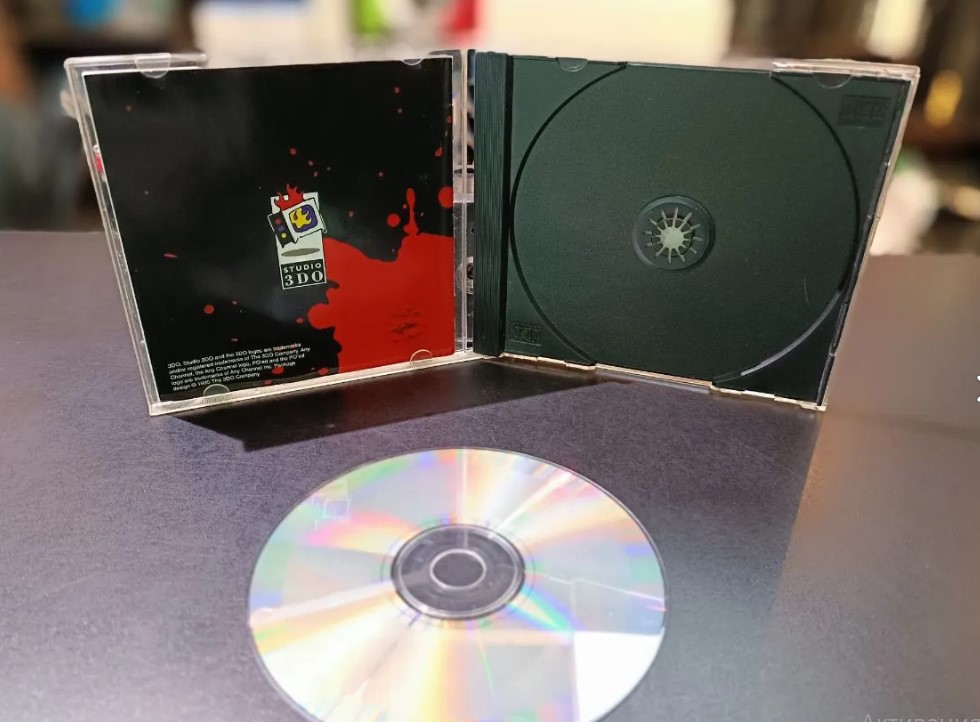 STUDIO
3DO
3DO, Studio 3DO and the 3DO logos are trademarks
and/or registered trademarks of The 3DO Company. Any
Channel, the Any Channel logo, PO'ed and the PO'ed
logo are trademarks of Any Channel Inc. Package
design © 1995 The 3DO Company.